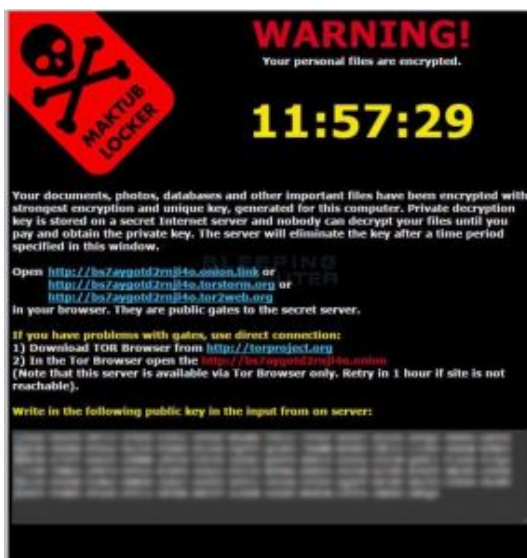 MAKTUB
LOCKER
WARNING!
Your personal files are encrypted.
11:57:29
Your documents, photos, databases and other important files have been encrypted with
strongest encryption and unique key, generated for this computer. Private decryption
key is stored on a secret Internet server and nobody can decrypt your files until you
pay and obtain the private key. The server will eliminate the key after a time period
specified in this window.
BLEEPING
COMPUTER
Open http://bs7aygotd2rnjl4o.onion.link or
http://bs7aygotd2rnjl4o.torstorm.org or
http://bs7aygotd2rnjl4o.tor2web.org
in your browser. They are public gates to the secret server.
If you have problems with gates, use direct connection:
1) Download TOR Browser from http://torproject.org
2) In the Tor Browser open the http://bs7aygotd2rnjl4o.onion
(Note that this server is available via Tor Browser only. Retry in 1 hour if site is not
reachable).
Write in the following public key in the input from on server: